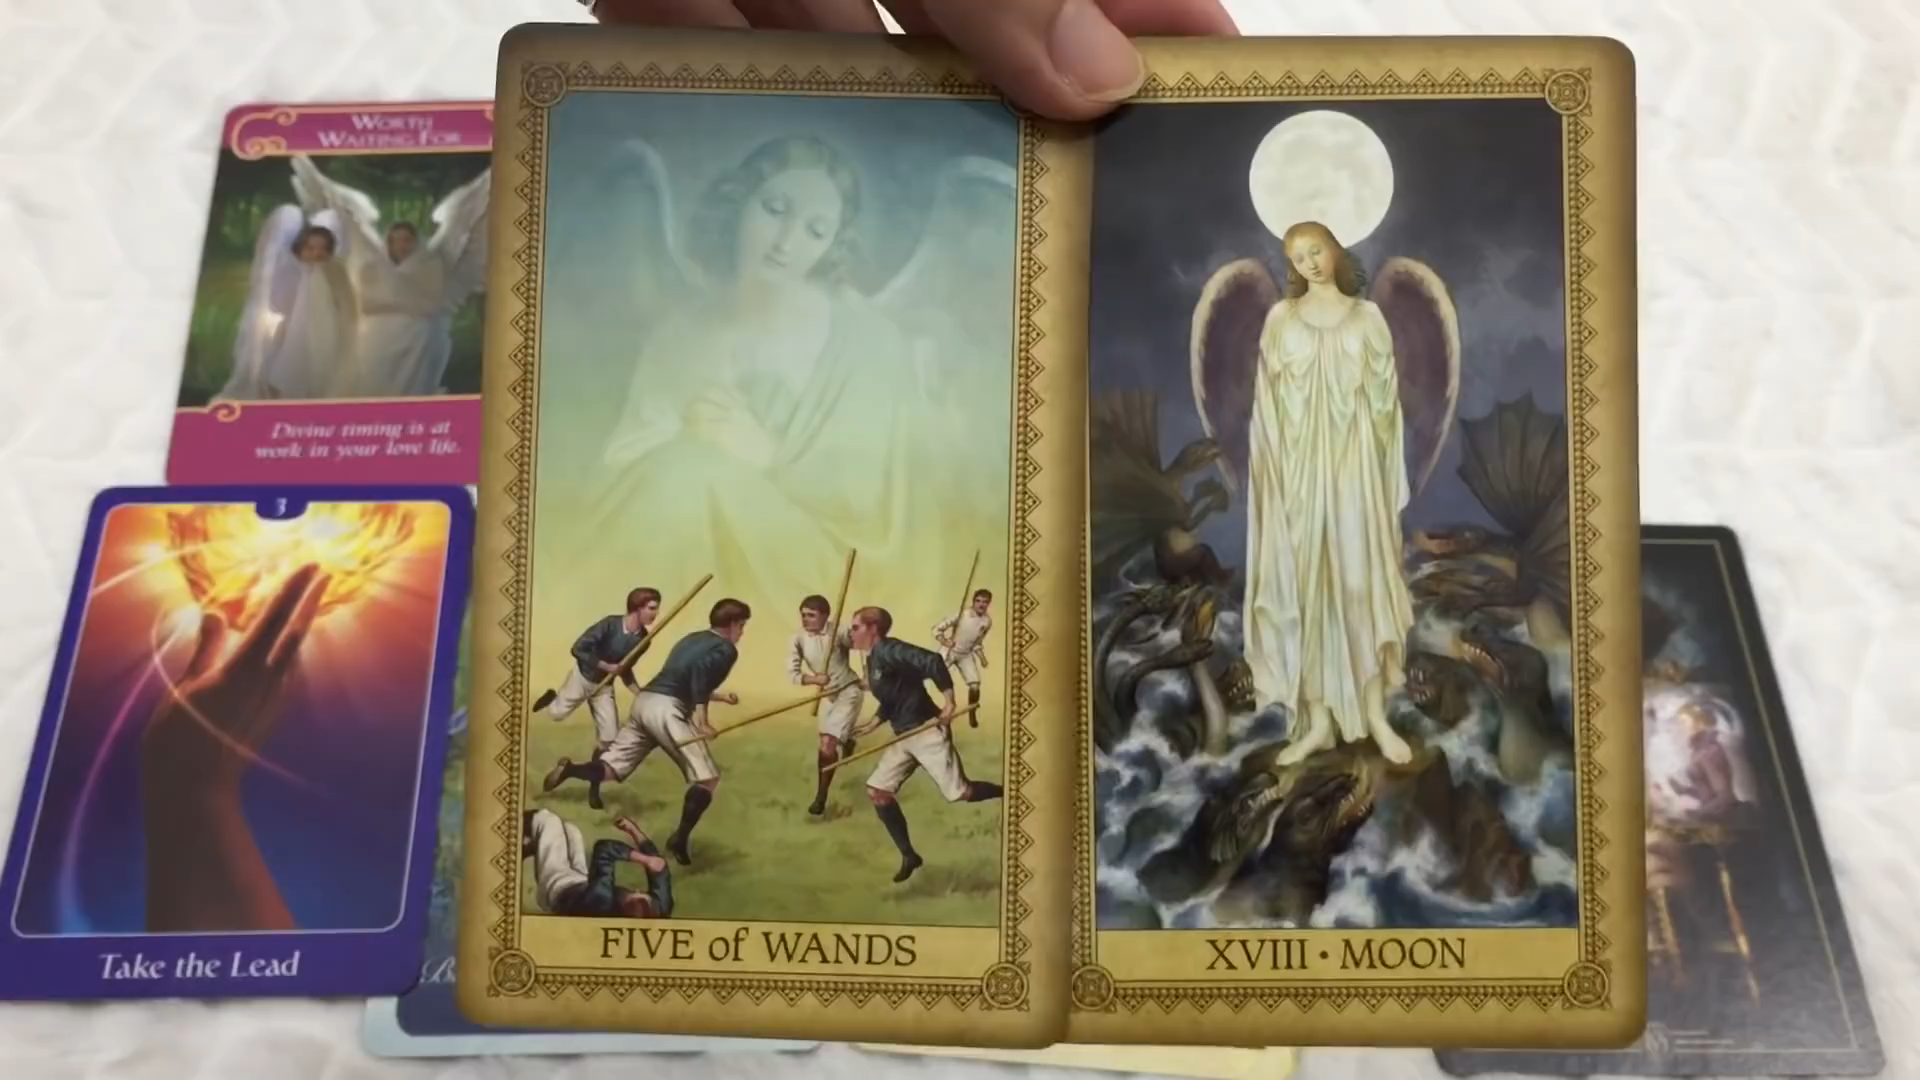 WORTH
WAITING FOR
Divine timing is at
work in your love life.
3
Take the Lead
FIVE of WANDS
XVIII • MOON